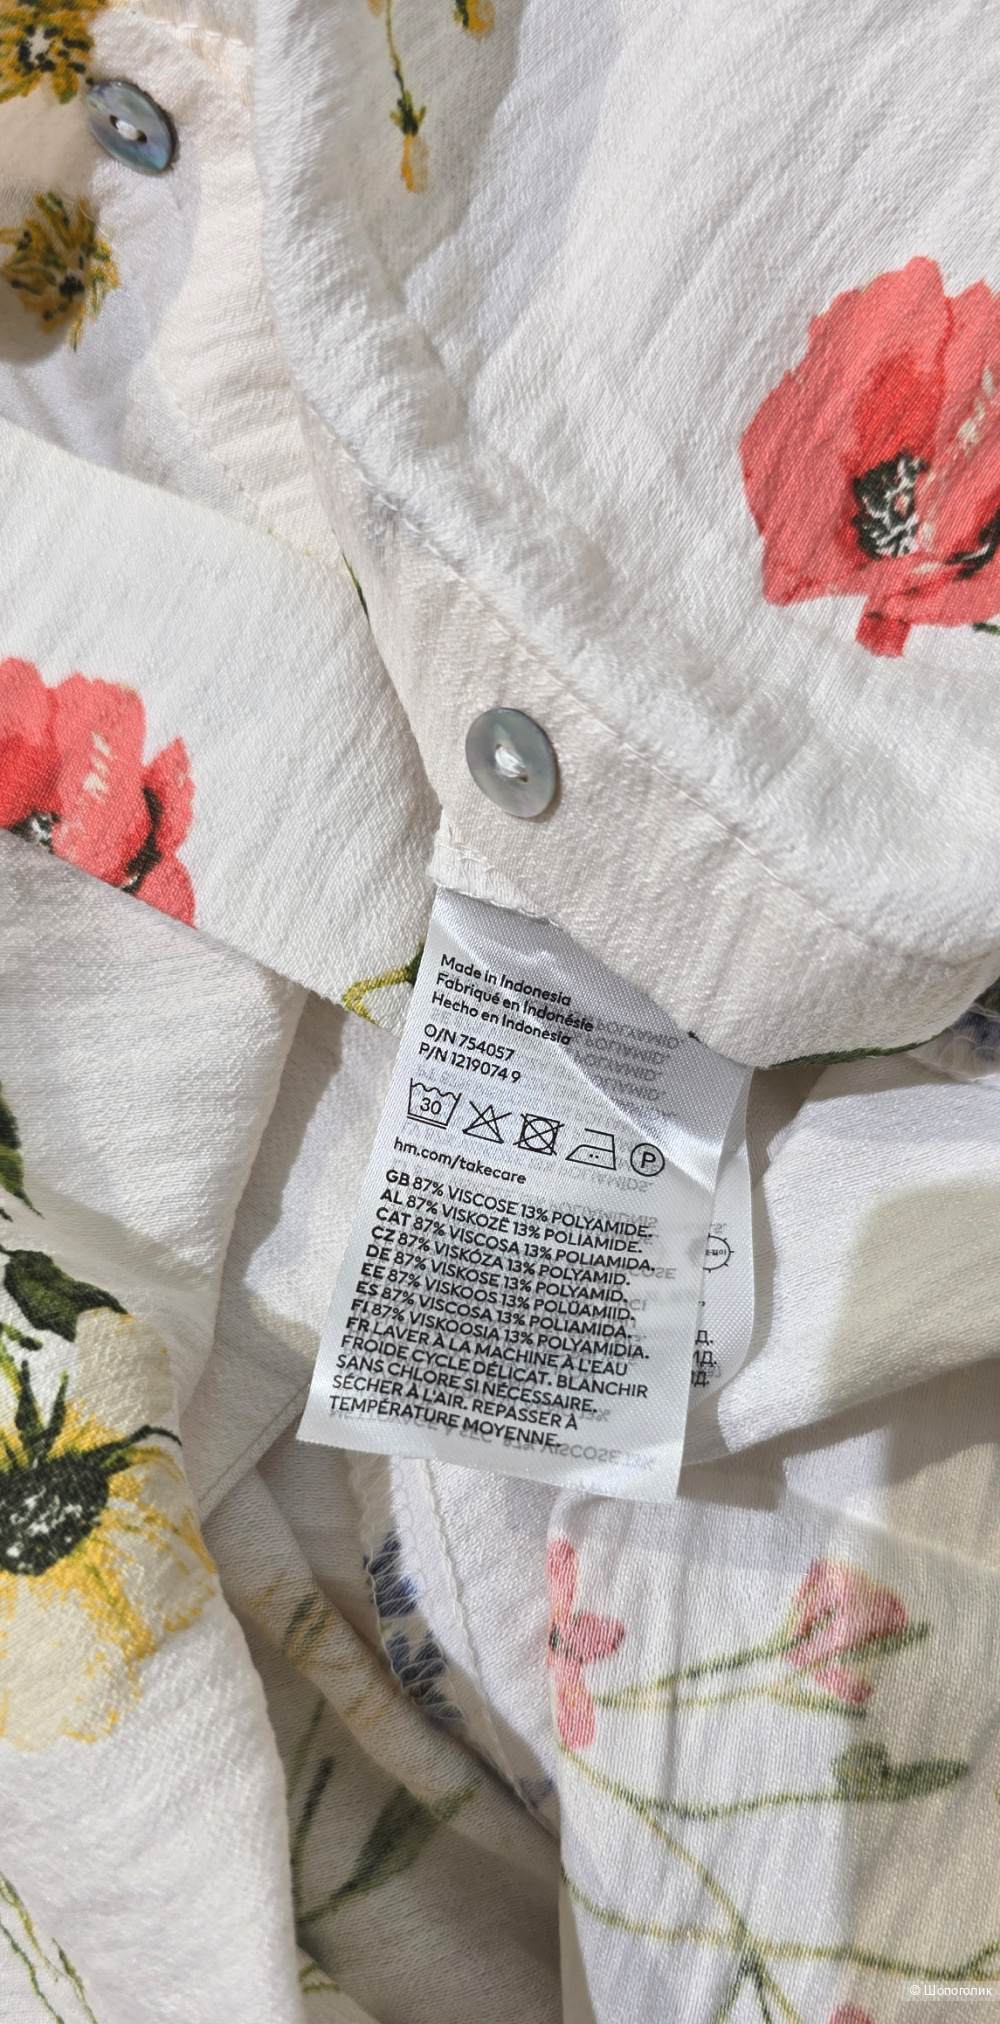 Made in Indonesia
Fabriqué en Indonésie
Hecho en Indonesia
O/N 754057
P/N 1219074 9
30
P
hm.com/takecare
GB 87% VISCOSE 13% POLYAMIDE.
AL 87% VISKOZË 13% POLIAMIDE.
CAT 87% VISCOSA 13% POLIAMIDA.
CZ 87% VISKÓZA 13% POLYAMID.
DE 87% VISKOSE 13% POLYAMID.
EE 87% VISKOOS 13% POLÜAMIID.
ES 87% VISCOSA 13% POLIAMIDA.
FI 87% VISKOOSIA 13% POLYAMIDIA.
FR LAVER À LA MACHINE À L'EAU
FROIDE CYCLE DÉLICAT. BLANCHIR
SANS CHLORE SI NÉCESSAIRE.
SÉCHER À L'AIR. REPASSER À
TEMPÉRATURE MOYENNE.
© Шопоголик